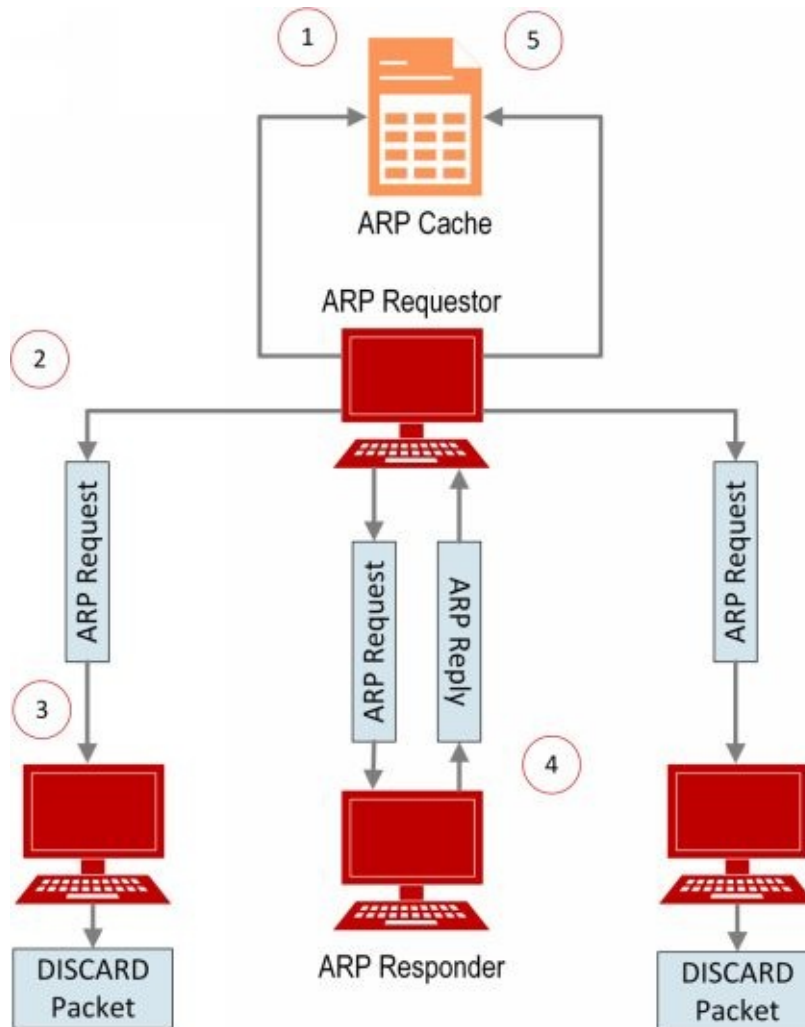 1
5
ARP Cache
ARP Requestor
2
ARP Request
ARP Request
ARP Reply
ARP Request
3
4
DISCARD
Packet
ARP Responder
DISCARD
Packet